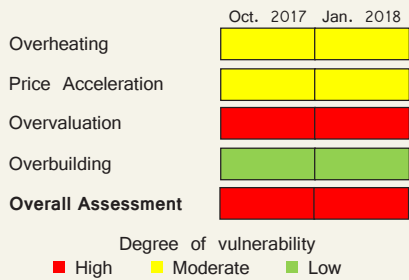 Oct. 2017 Jan. 2018
Overheating
Price Acceleration
Overvaluation
Overbuilding
Overall Assessment
Degree of vulnerability
High Moderate Low